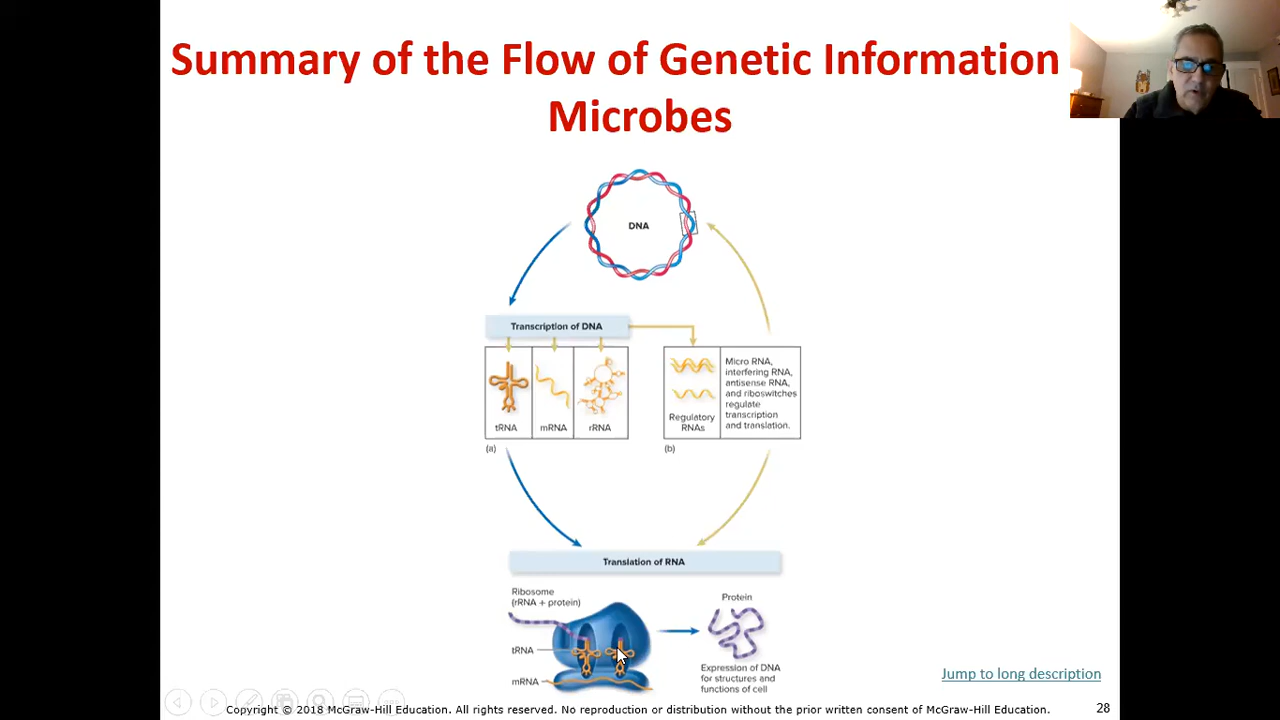 Summary of the Flow of Genetic Information
Microbes
DNA
Transcription of DNA
tRNA
mRNA
rRNA
(a)
Regulatory
RNAs
Micro RNA,
interfering RNA,
antisense RNA,
and riboswitches
regulate
transcription
and translation.
(b)
Translation of RNA
Ribosome
(rRNA + protein)
tRNA
mRNA
Protein
Expression of DNA
for structures and
functions of cell
Jump to long description
Copyright © 2018 McGraw-Hill Education. All rights reserved. No reproduction or distribution without the prior written consent of McGraw-Hill Education.
28